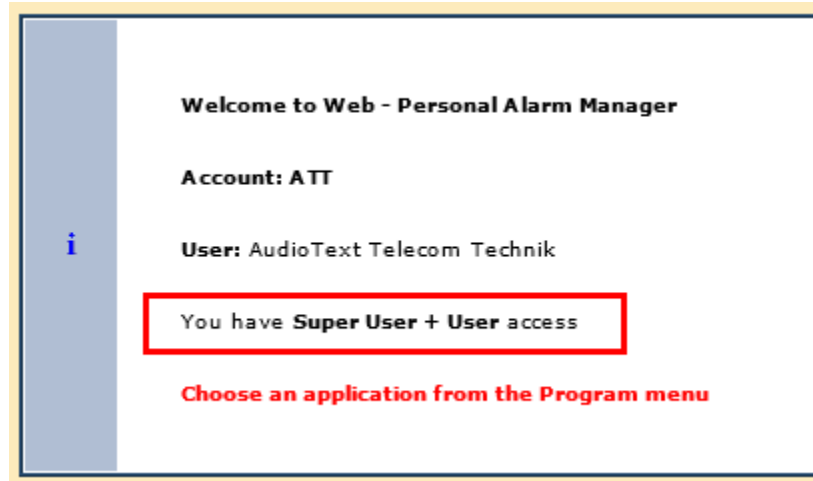 Welcome to Web - Personal Alarm Manager
Account: ATT
i
User: AudioText Telecom Technik
You have Super User + User access
Choose an application from the Program menu